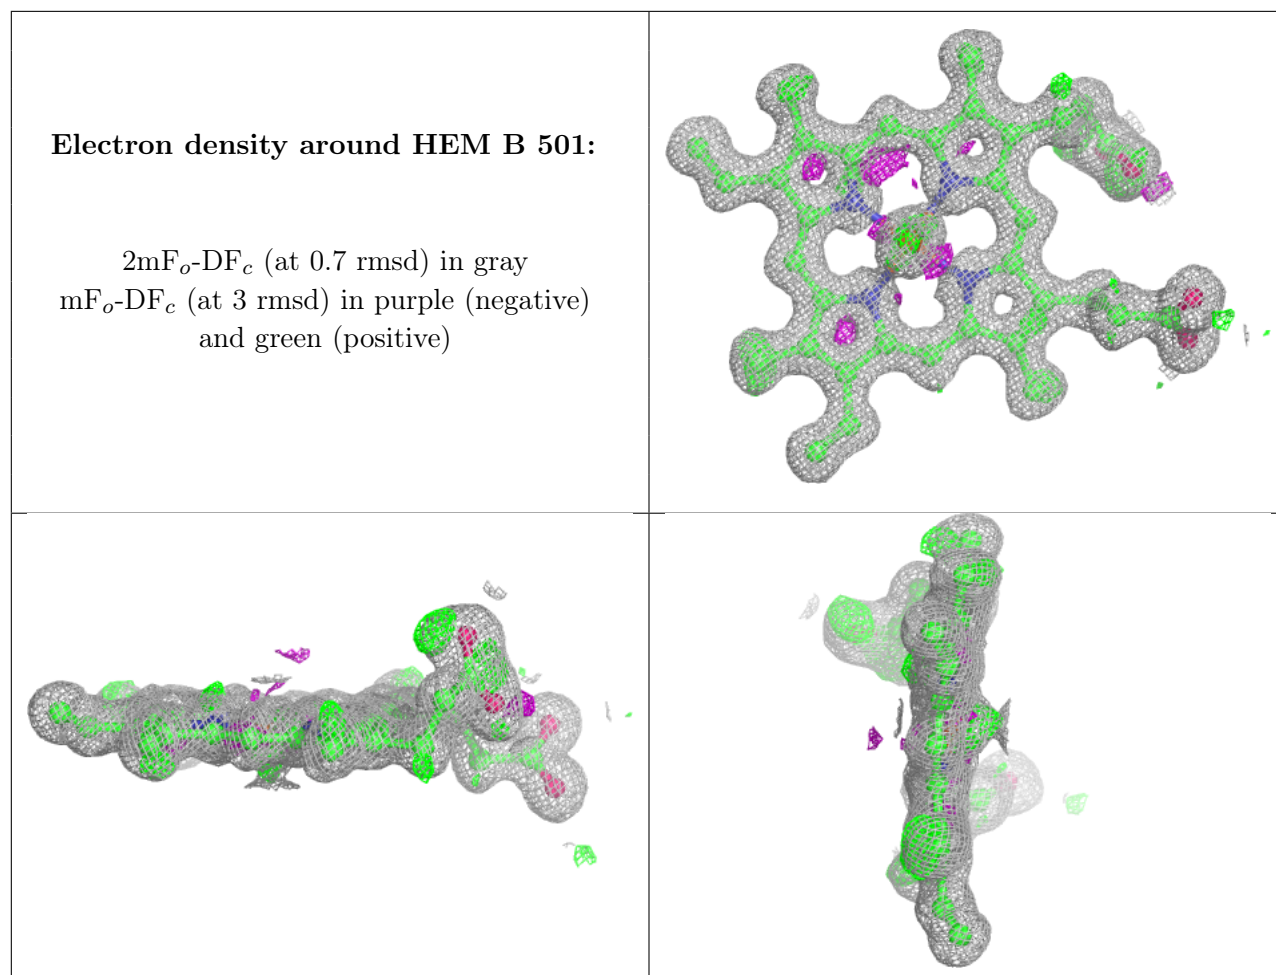 Electron density around HEM B 501:
2mFo-DFc (at 0.7 rmsd) in gray
mFo-DFc (at 3 rmsd) in purple (negative)
and green (positive)